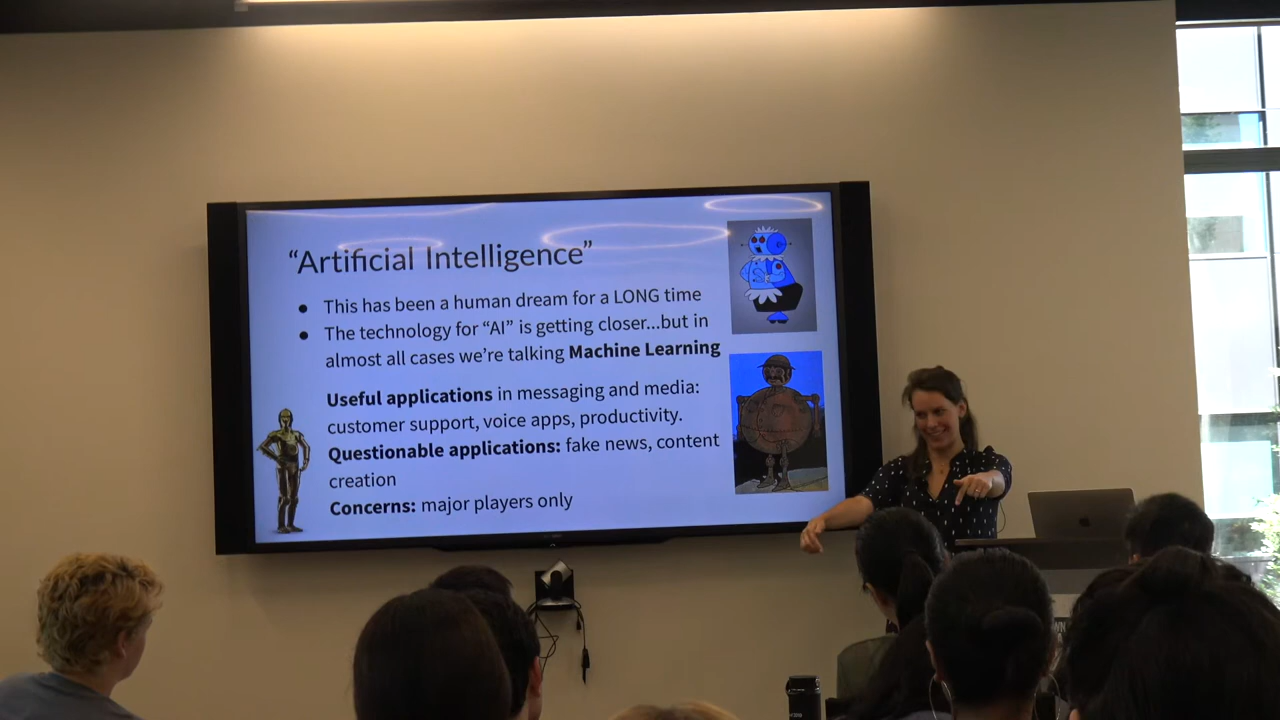 “Artificial Intelligence”
● This has been a human dream for a LONG time
● The technology for “AI” is getting closer...but in
almost all cases we’re talking Machine Learning
Useful applications in messaging and media:
customer support, voice apps, productivity.
Questionable applications: fake news, content
creation
Concerns: major players only